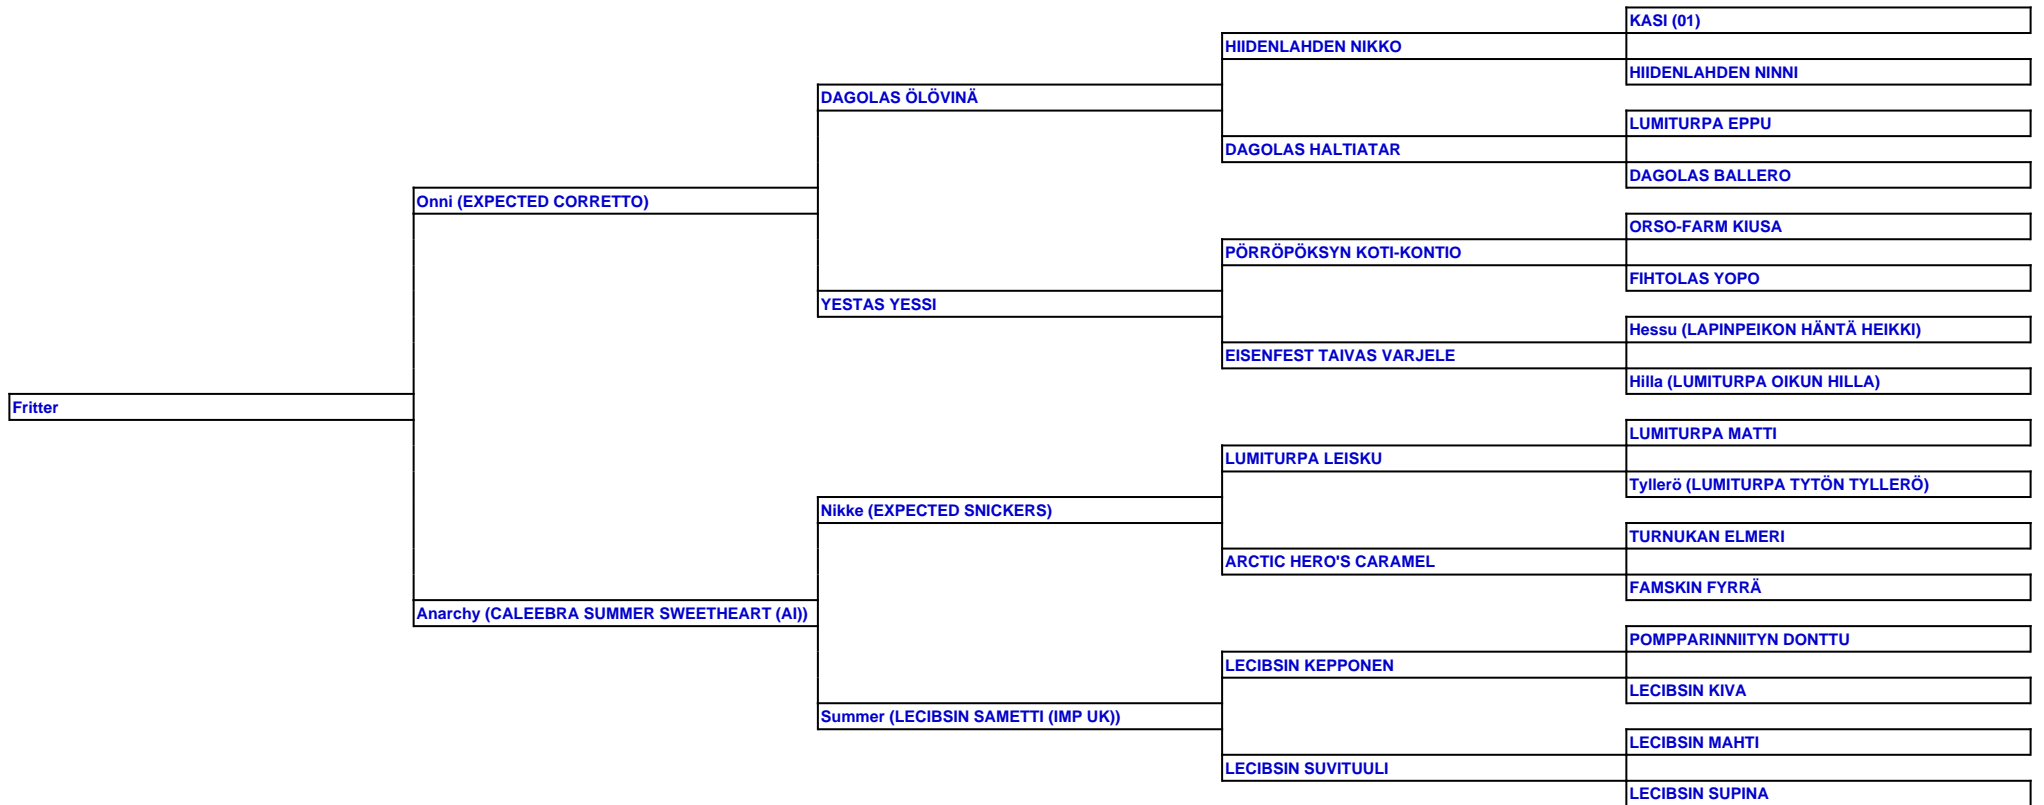 KASI (01)
HIIDENLAHDEN NIKKO
HIIDENLAHDEN NINNI
DAGOLAS ÖLÖVINÄ
LUMITURPA EPPU
DAGOLAS HALTIATAR
DAGOLAS BALLERO
Onni (EXPECTED CORRETTO)
ORSO-FARM KIUSA
PÖRRÖPÖKSYN KOTI-KONTIO
FIHTOLAS YOPO
YESTAS YESSI
Hessu (LAPINPEIKON HÄNTÄ HEIKKI)
EISENFEST TAIVAS VARJELE
Hilla (LUMITURPA OIKUN HILLA)
Fritter
LUMITURPA MATTI
LUMITURPA LEISKU
Tyllerö (LUMITURPA TYTÖN TYLLERÖ)
Nikke (EXPECTED SNICKERS)
TURNUKAN ELMERI
ARCTIC HERO'S CARAMEL
FAMSKIN FYRRÄ
Anarchy (CALEEBRA SUMMER SWEETHEART (AI))
POMPPARINNIITYN DONTTU
LECIBSIN KEPPONEN
LECIBSIN KIVA
Summer (LECIBSIN SAMETTI (IMP UK))
LECIBSIN MAHTI
LECIBSIN SUVITUULI
LECIBSIN SUPINA